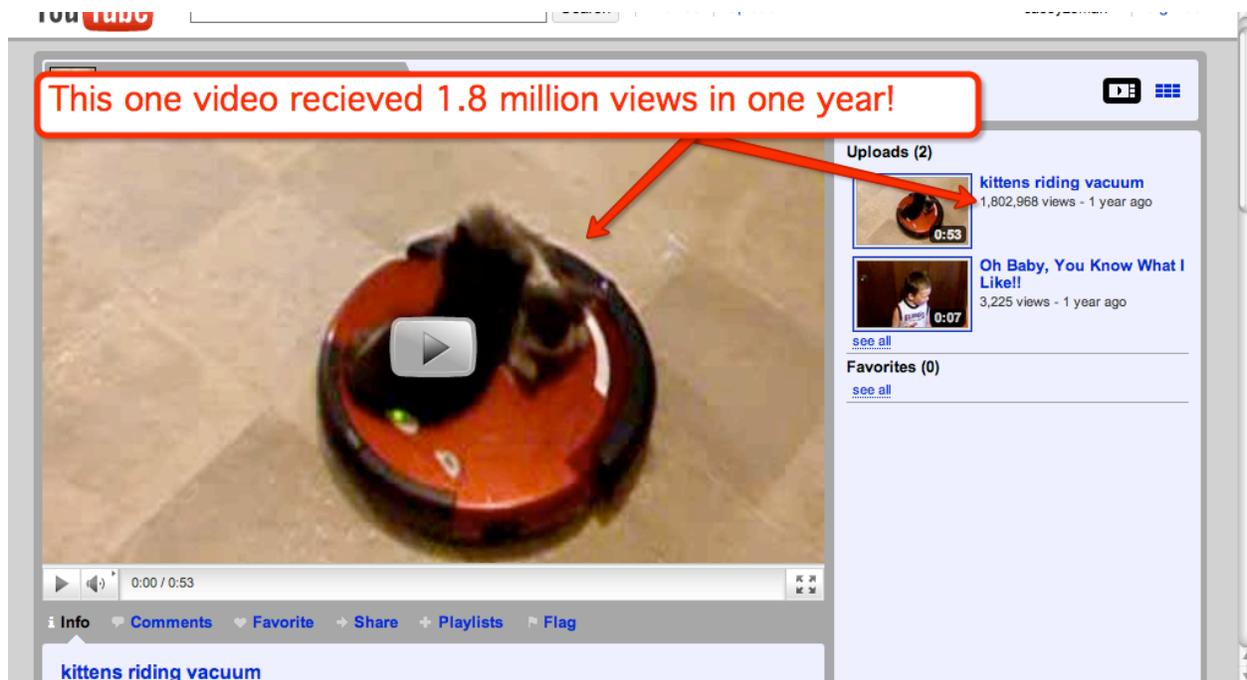 You Tube
Search
This one video recieved 1.8 million views in one year!
Uploads (2)
kittens riding vacuum
1,802,968 views - 1 year ago
0:53
Oh Baby, You Know What I
Like!!
3,225 views - 1 year ago
0:07
see all
Favorites (0)
see all
0:00 / 0:53
Info Comments Favorite Share Playlists Flag
kittens riding vacuum